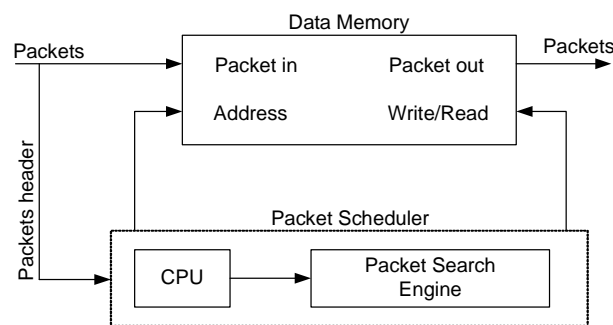 Data Memory
Packets
Packets
Packet in
Packet out
Address
Write/Read
Packets header
Packet Scheduler
CPU
Packet Search
Engine